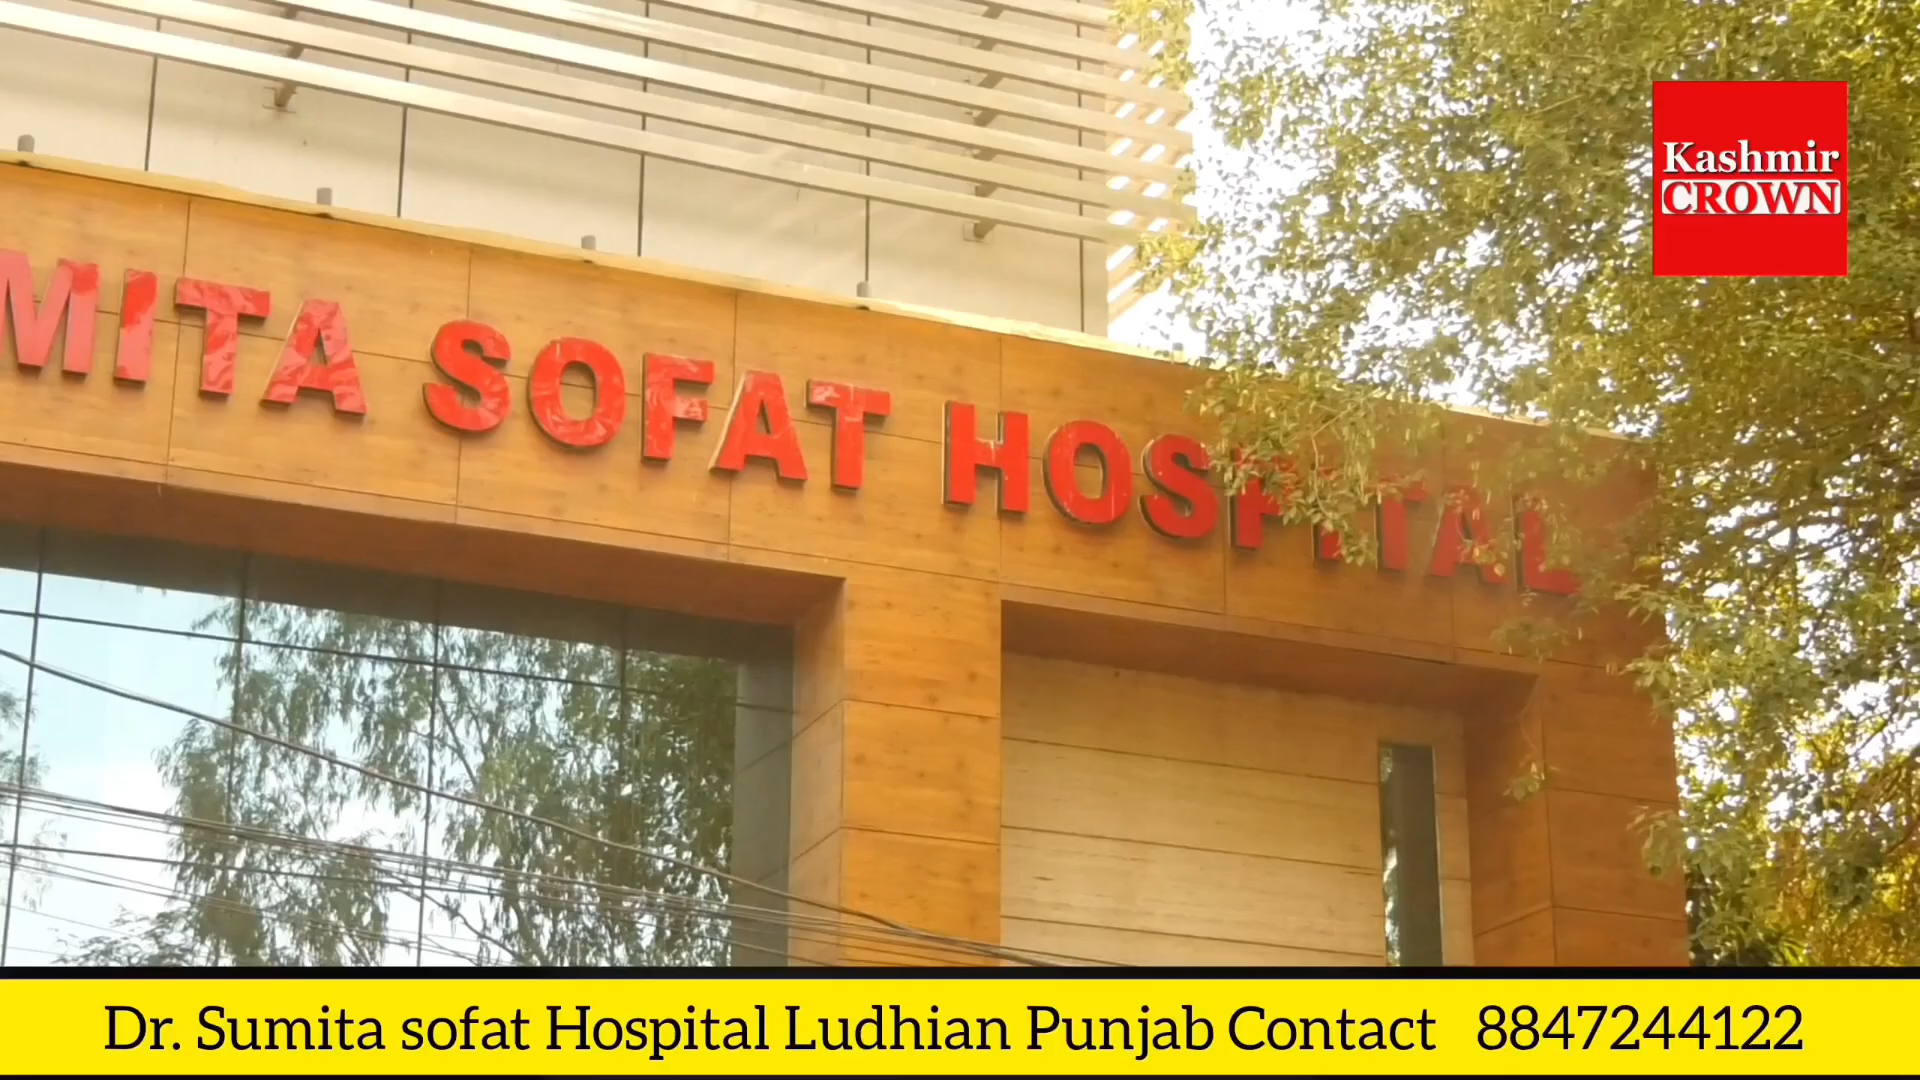 Kashmir
CROWN
MITA SOFAT HOSPITAL
Dr. Sumita sofat Hospital Ludhian Punjab Contact 8847244122